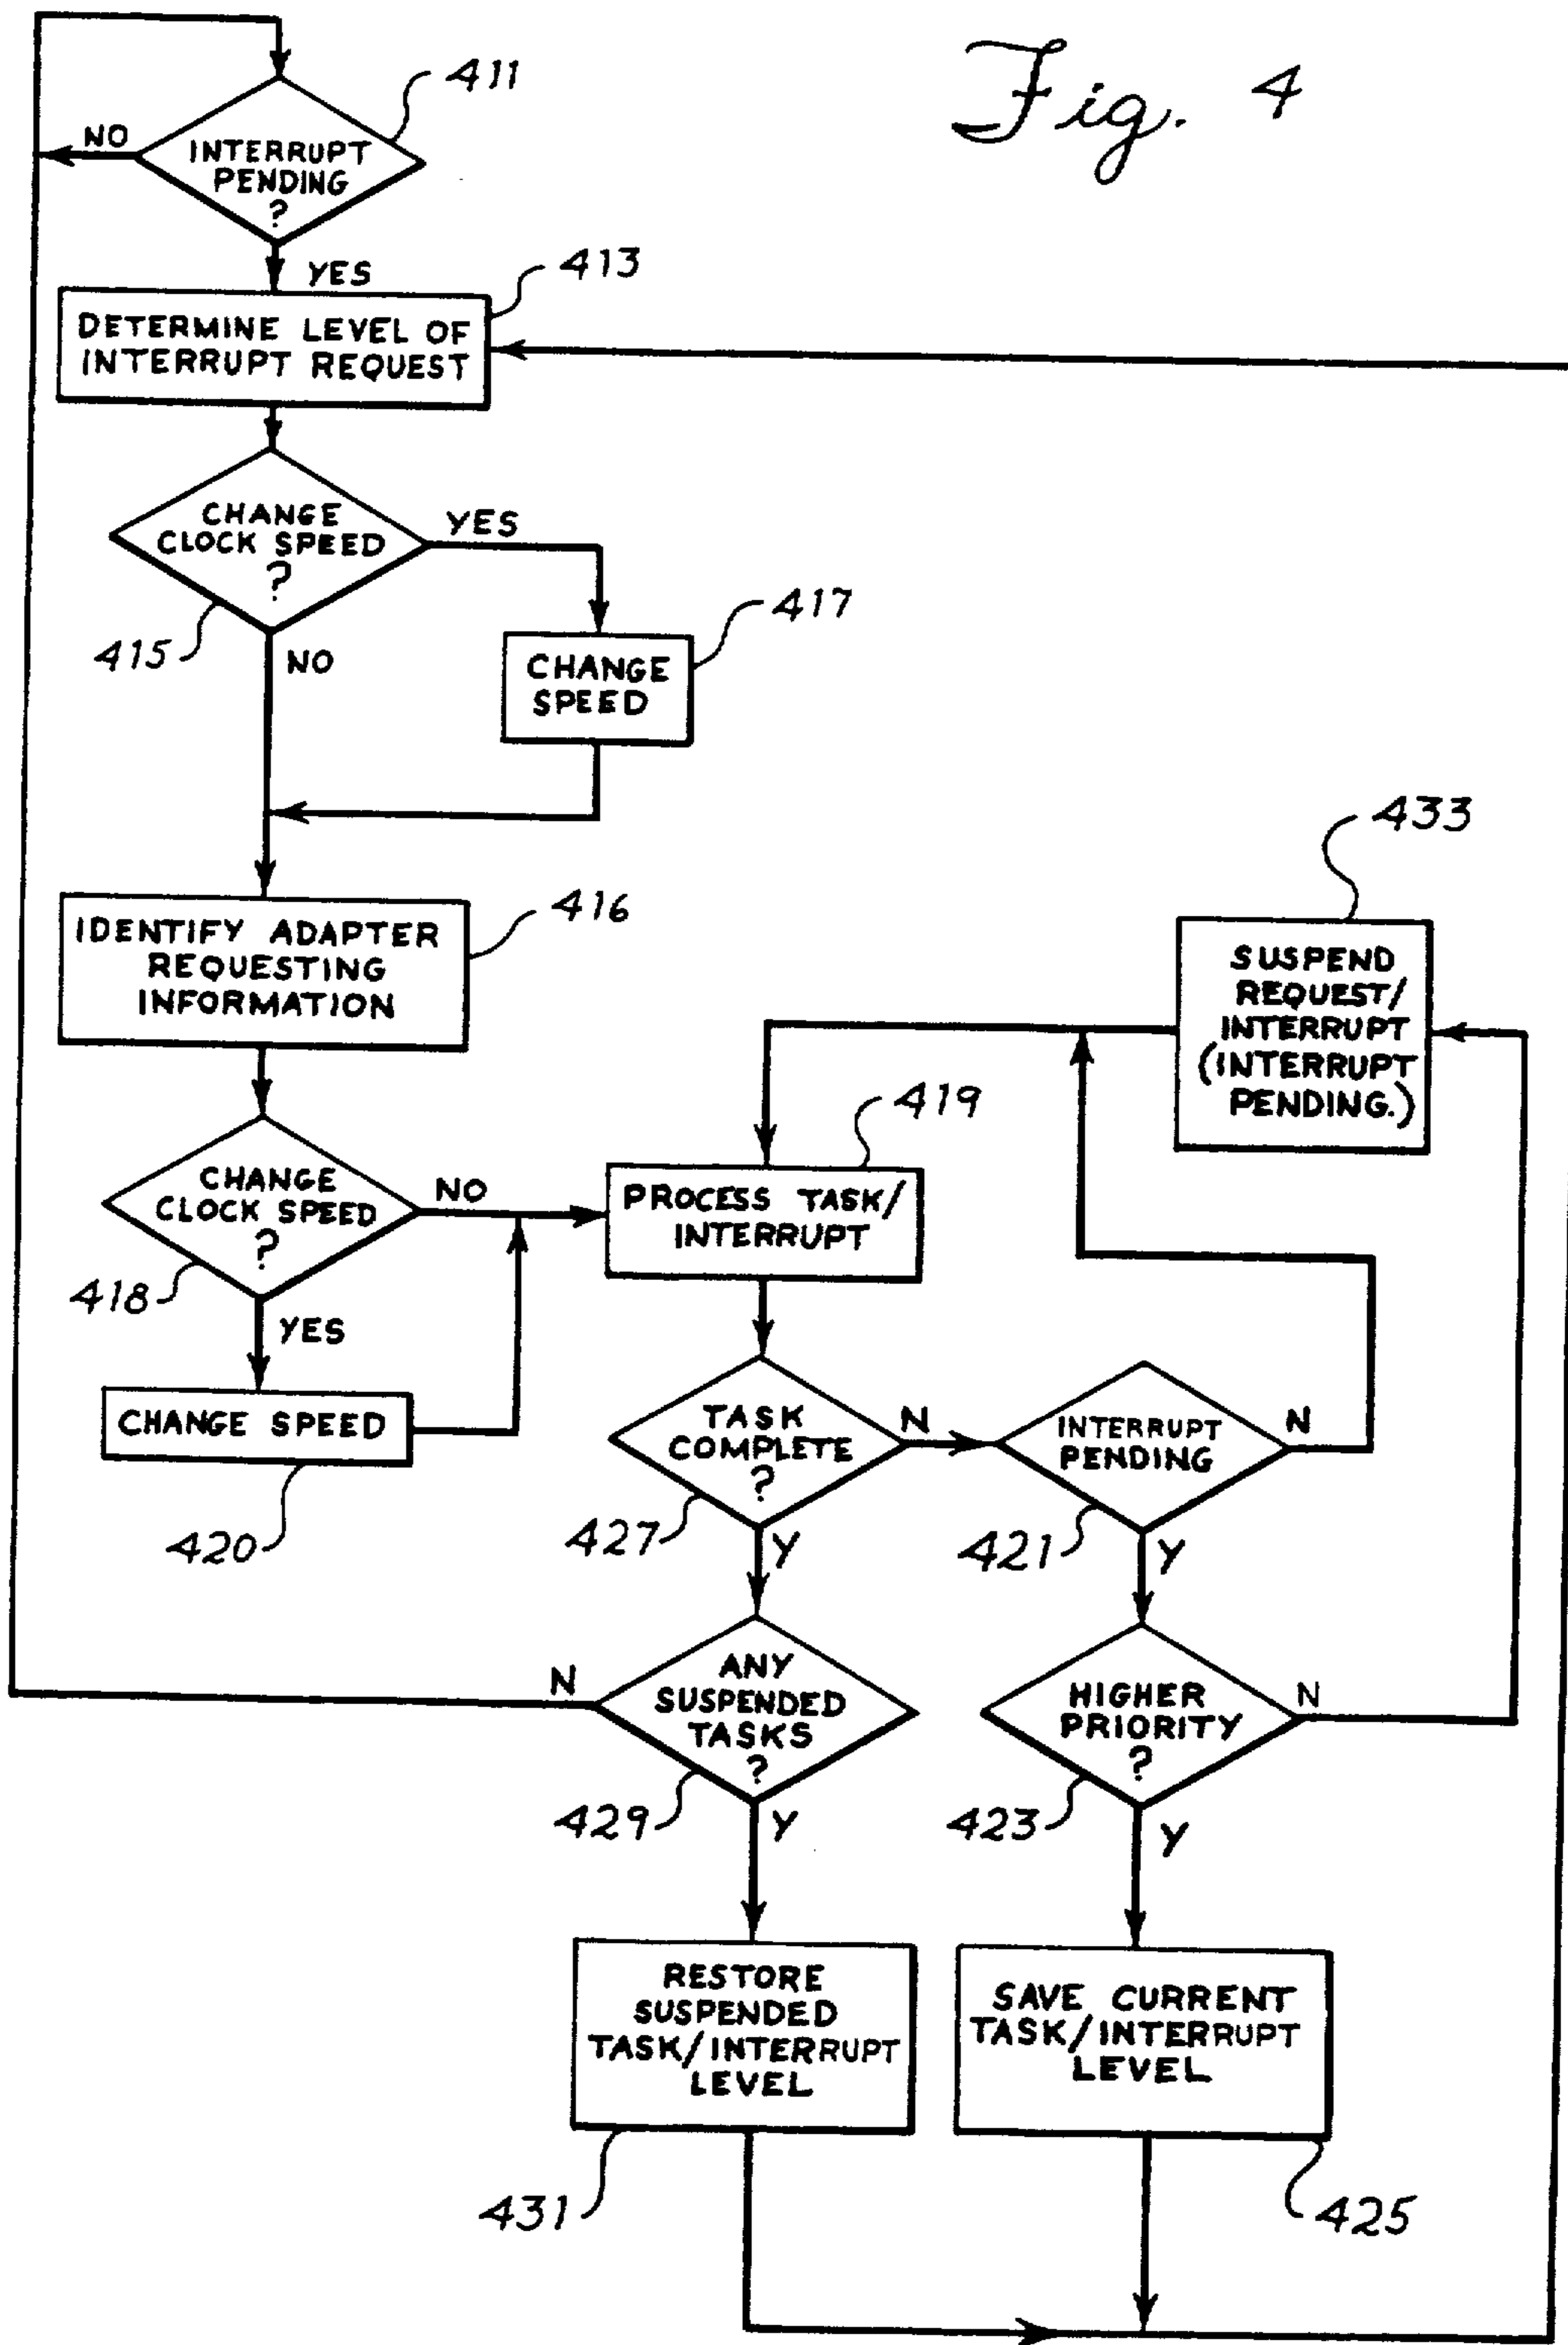 Fig. 4
411
NO
INTERRUPT
PENDING
?
YES
413
DETERMINE LEVEL OF
INTERRUPT REQUEST
CHANGE
CLOCK SPEED
?
YES
415
NO
417
CHANGE
SPEED
433
416
IDENTIFY ADAPTER
REQUESTING
INFORMATION
SUSPEND
REQUEST/
INTERRUPT
(INTERRUPT
PENDING.)
419
CHANGE
CLOCK SPEED
?
NO
418
YES
PROCESS TASK/
INTERRUPT
CHANGE SPEED
420
TASK
COMPLETE
?
N
427
Y
INTERRUPT
PENDING
N
421
Y
ANY
SUSPENDED
TASKS
?
N
429
Y
HIGHER
PRIORITY
?
N
423
Y
RESTORE
SUSPENDED
TASK/INTERRUPT
LEVEL
431
SAVE CURRENT
TASK/INTERRUPT
LEVEL
425